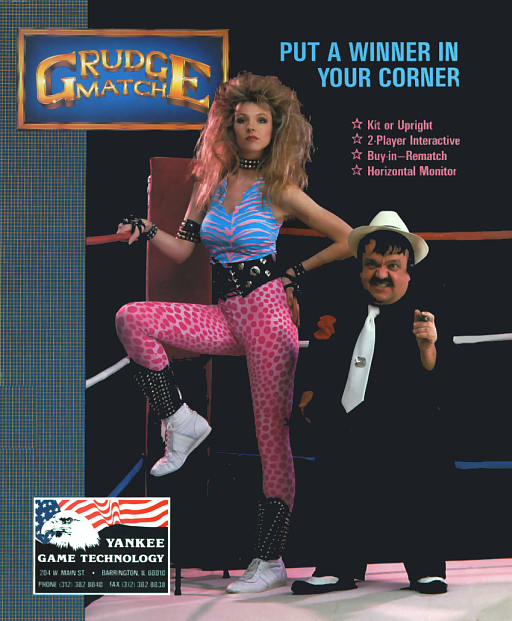 GRUDGE
MATCH
PUT A WINNER IN
YOUR CORNER
☆ Kit or Upright
☆ 2-Player Interactive
☆ Buy-in—Rematch
☆ Horizontal Monitor
YANKEE
GAME TECHNOLOGY
204 W. MAIN ST • BARRINGTON, IL 60010
PHONE (312) 382 8840 FAX (312) 382 8838